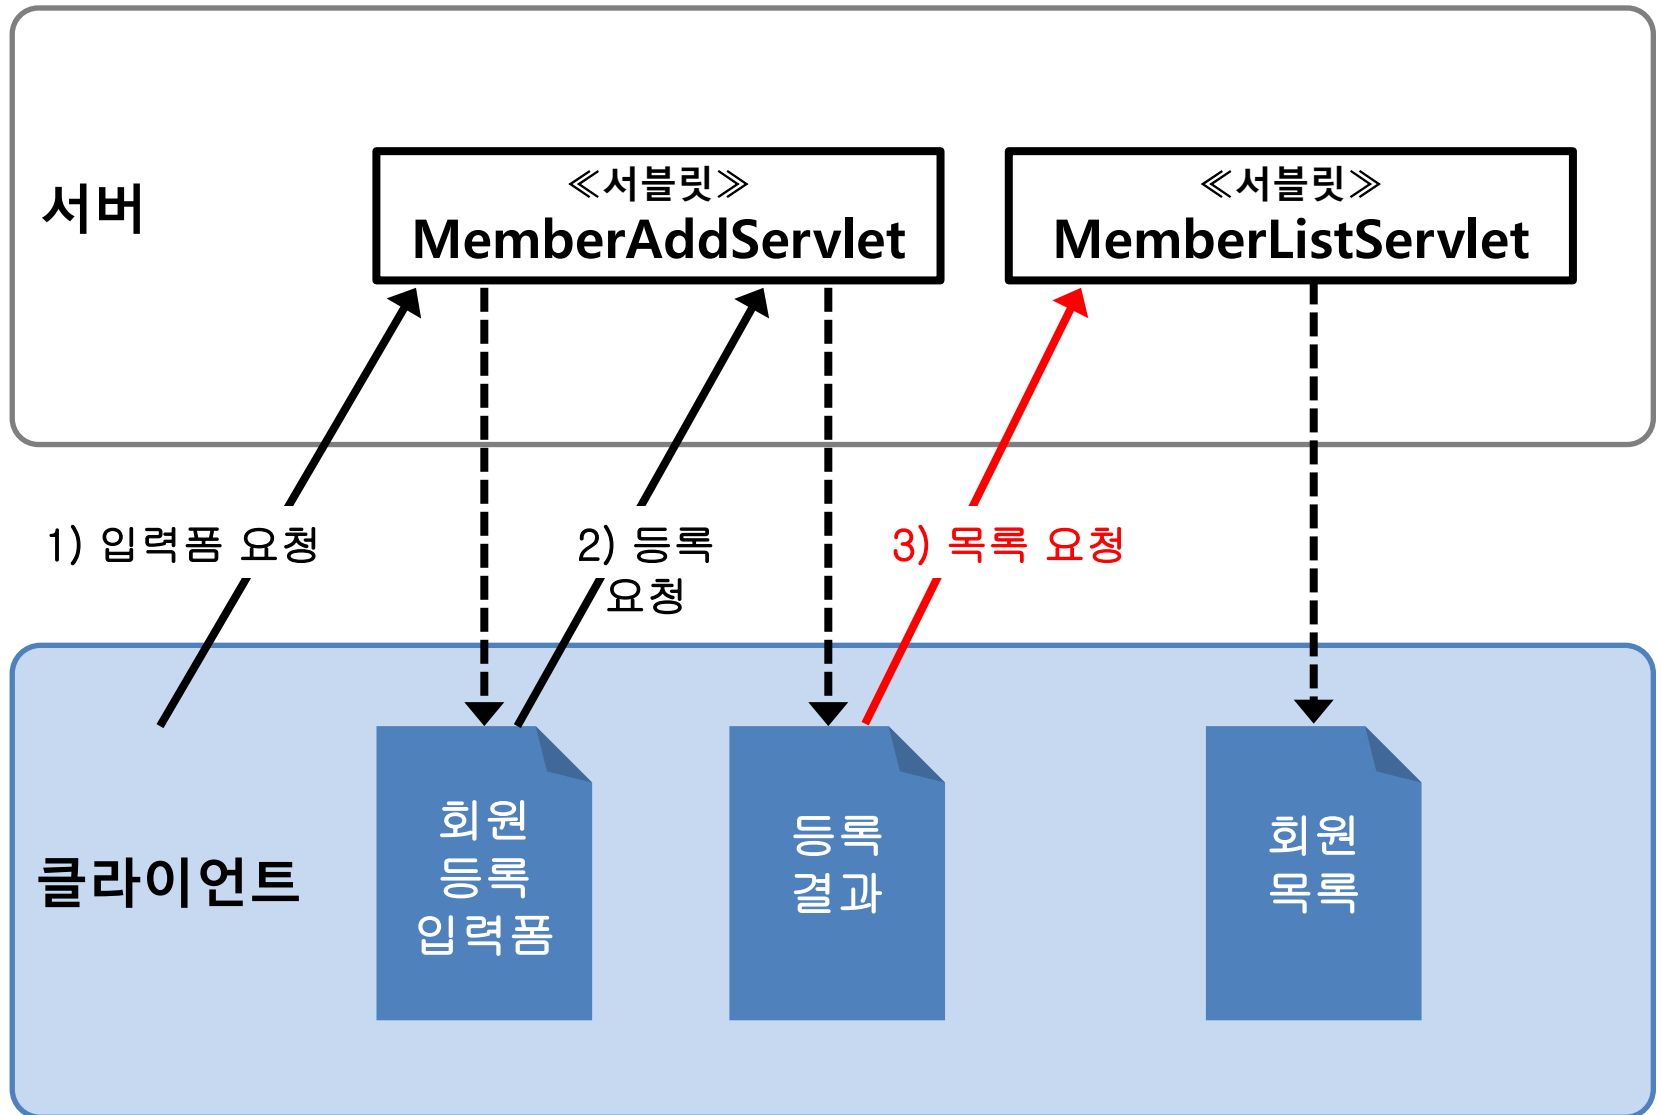 서버
≪서블릿≫
MemberAddServlet
≪서블릿≫
MemberListServlet
1) 입력폼 요청
2) 등록
요청
3) 목록 요청
클라이언트
회원
등록
입력폼
등록
결과
회원
목록